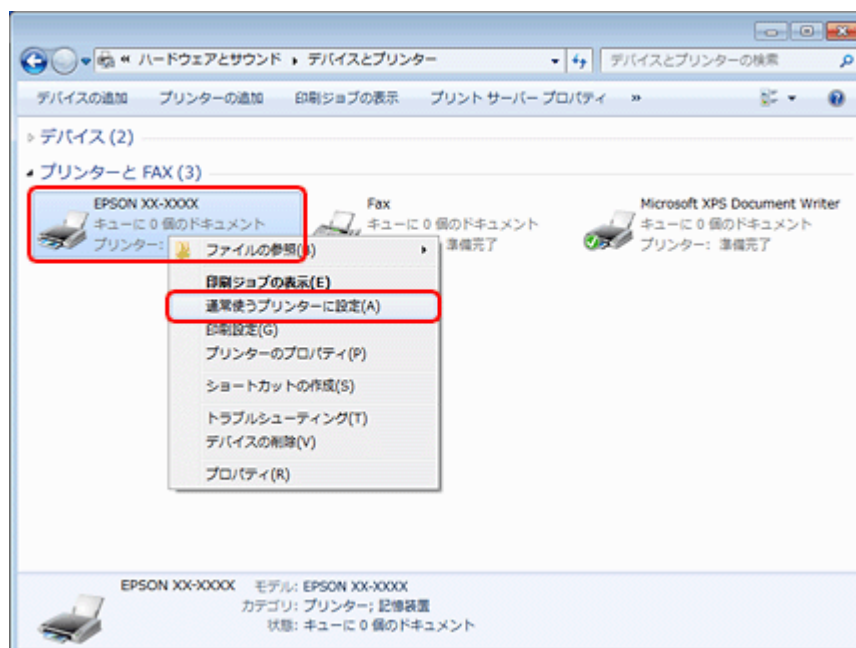 ハードウェアとサウンド
デバイスとプリンター
デバイスとプリンターの検索
デバイスの追加
プリンターの追加
印刷ジョブの表示
プリント サーバー プロパティ
»
デバイス (2)
プリンターと FAX (3)
EPSON XX-XXXX
キューに 0 個のドキュメント
プリンター:
Fax
キューに 0 個のドキュメント
準備完了
Microsoft XPS Document Writer
キューに 0 個のドキュメント
プリンター: 準備完了
ファイルの参照(B)
印刷ジョブの表示(E)
通常使うプリンターに設定(A)
印刷設定(G)
プリンターのプロパティ(P)
ショートカットの作成(S)
トラブルシューティング(T)
デバイスの削除(V)
プロパティ(R)
EPSON XX-XXXX モデル: EPSON XX-XXXX
カテゴリ: プリンター; 記憶装置
状態: キューに 0 個のドキュメント